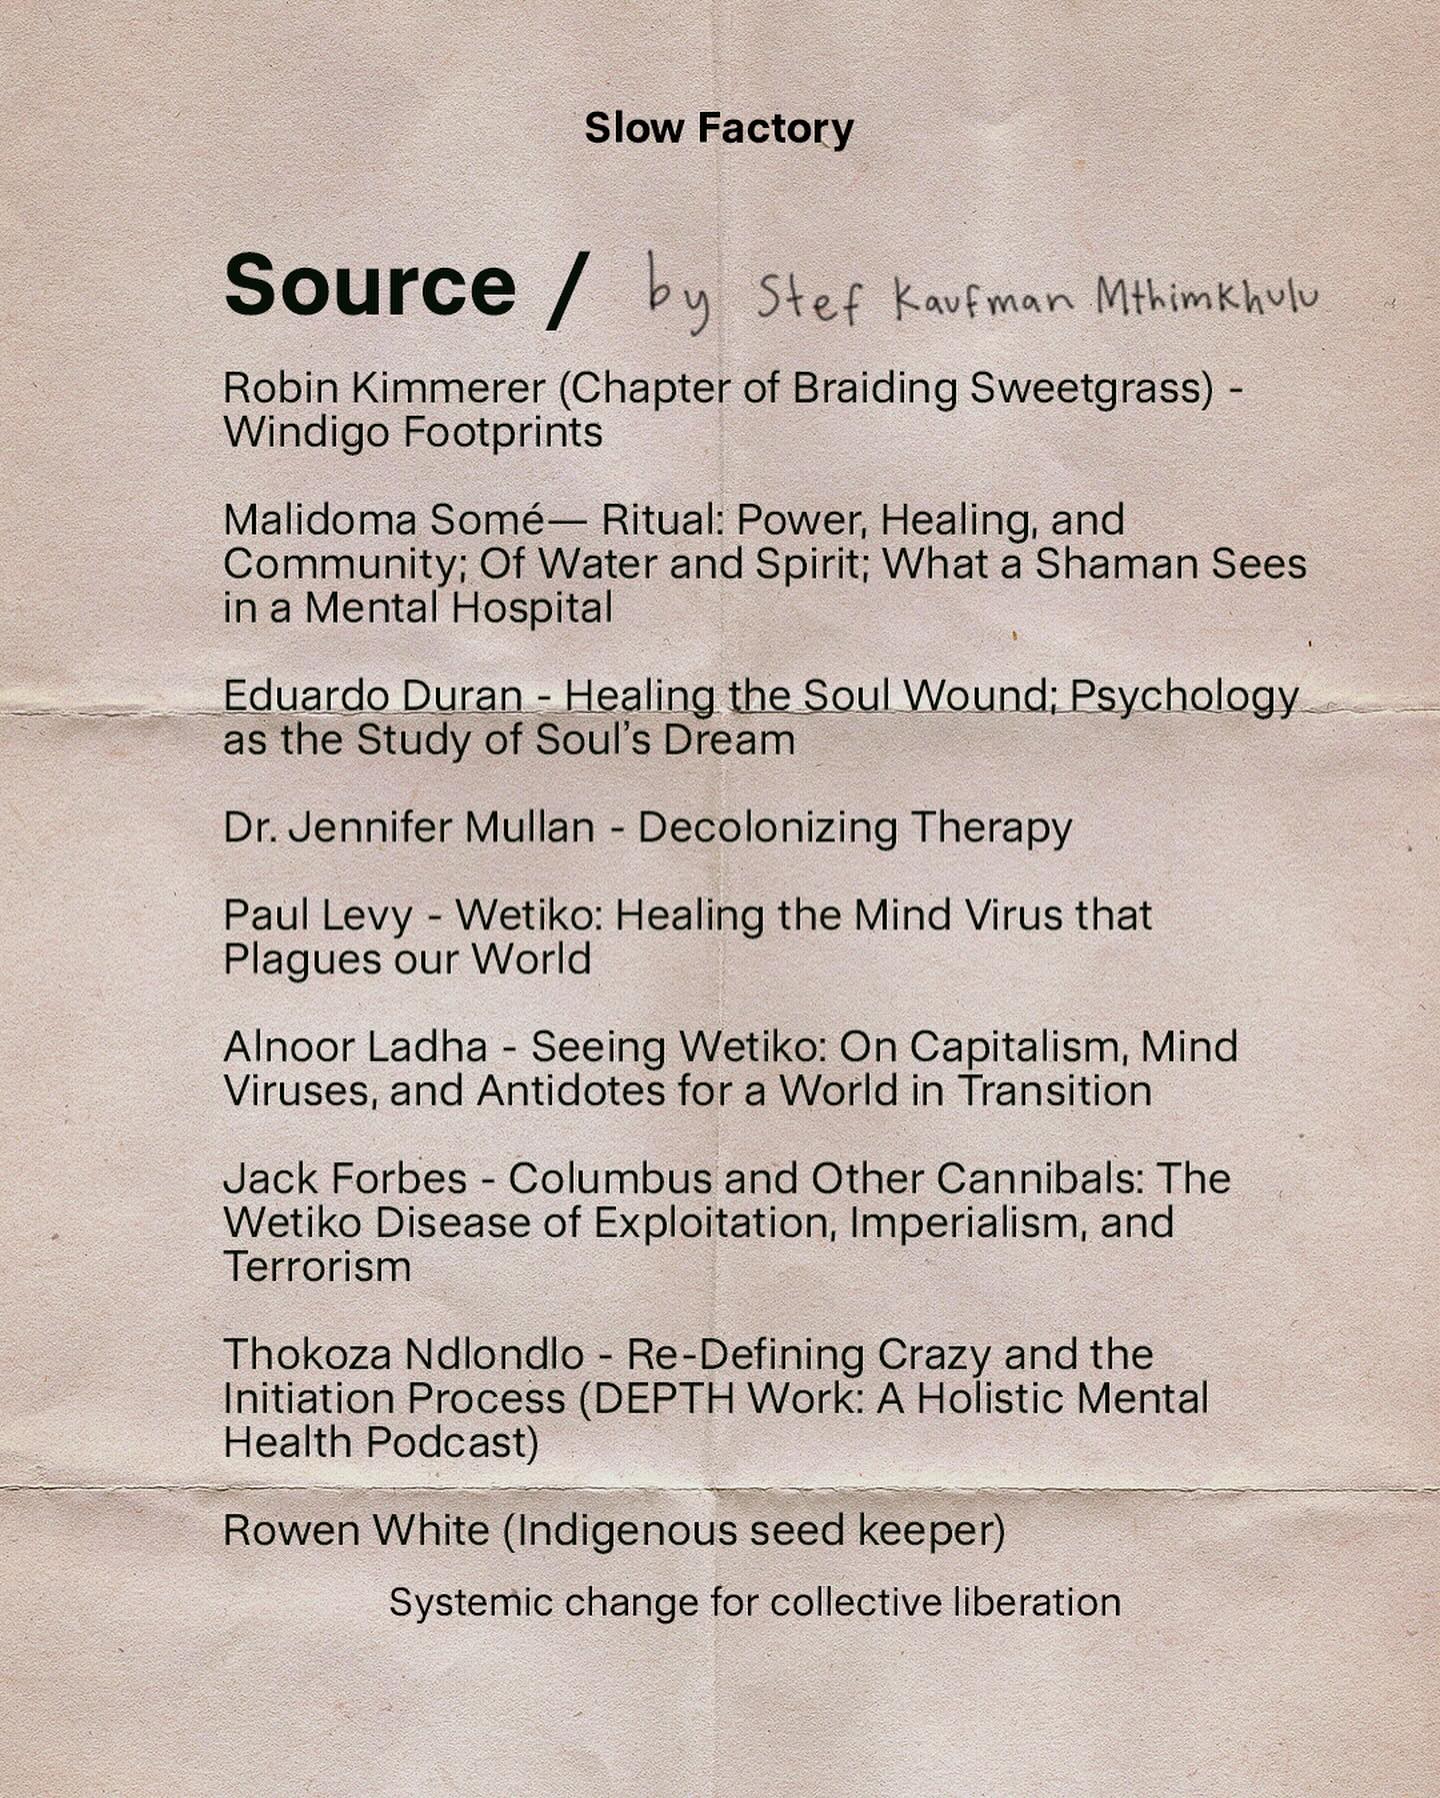 Slow Factory
Source / by Stef Kaufman Mthimkhulu
Robin Kimmerer (Chapter of Braiding Sweetgrass) -
Windigo Footprints
Malidoma Somé— Ritual: Power, Healing, and
Community; Of Water and Spirit; What a Shaman Sees
in a Mental Hospital
Eduardo Duran - Healing the Soul Wound; Psychology
as the Study of Soul’s Dream
Dr. Jennifer Mullan - Decolonizing Therapy
Paul Levy - Wetiko: Healing the Mind Virus that
Plagues our World
Alnoor Ladha - Seeing Wetiko: On Capitalism, Mind
Viruses, and Antidotes for a World in Transition
Jack Forbes - Columbus and Other Cannibals: The
Wetiko Disease of Exploitation, Imperialism, and
Terrorism
Thokoza Ndlondlo - Re-Defining Crazy and the
Initiation Process (DEPTH Work: A Holistic Mental
Health Podcast)
Rowen White (Indigenous seed keeper)
Systemic change for collective liberation